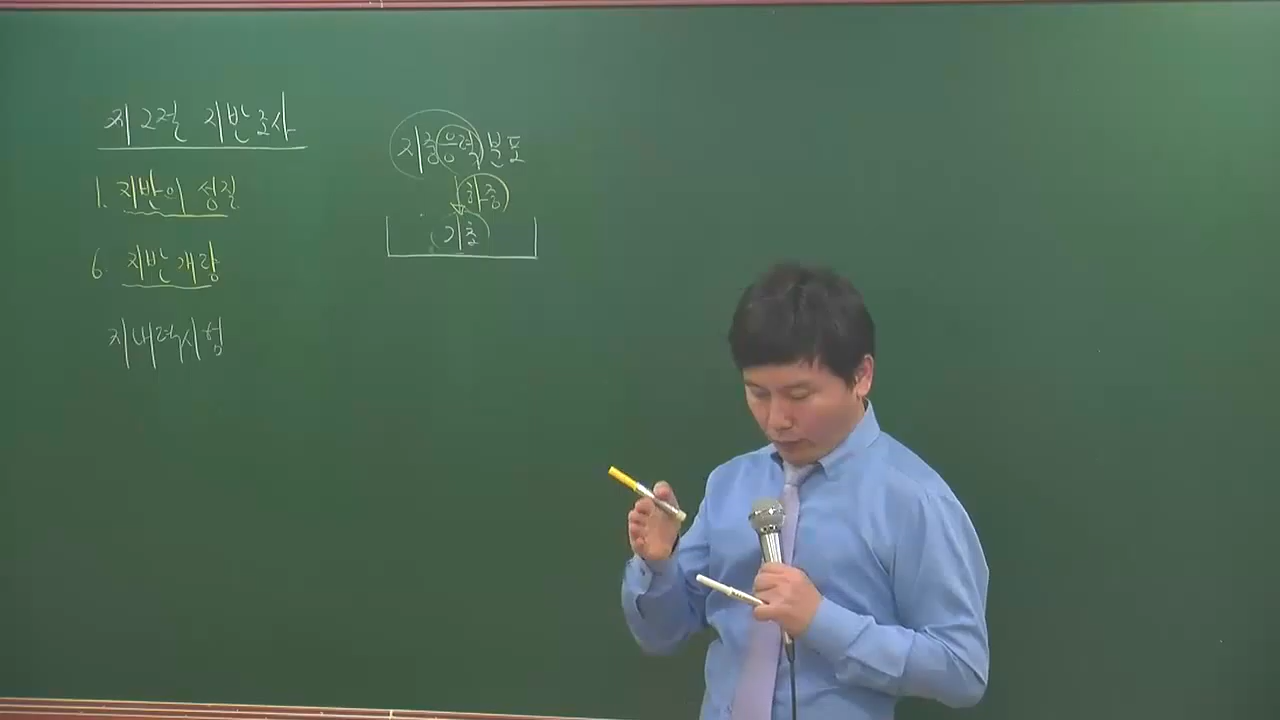 제2절 지반조사
1. 지반의 성질
6. 지반개량
지내력시험
지중응력분포
하중
기초